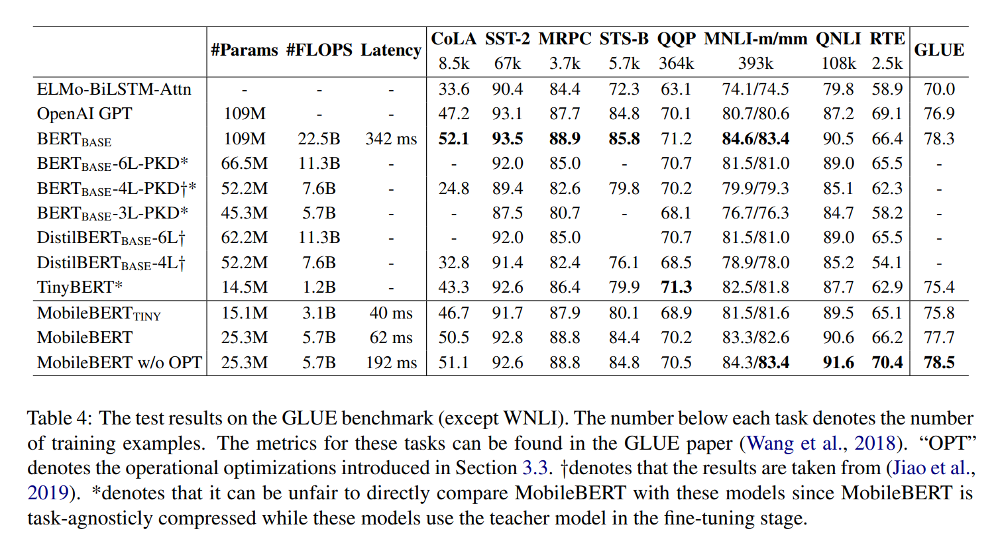 #Params #FLOPS Latency CoLA SST-2 MRPC STS-B QQP MNLI-m/mm QNLI RTE GLUE
8.5k 67k 3.7k 5.7k 364k 393k 108k 2.5k
ELMo-BiLSTM-Attn - - - 33.6 90.4 84.4 72.3 63.1 74.1/74.5 79.8 58.9 70.0
OpenAI GPT 109M - - 47.2 93.1 87.7 84.8 70.1 80.7/80.6 87.2 69.1 76.9
BERTBASE 109M 22.5B 342 ms 52.1 93.5 88.9 85.8 71.2 84.6/83.4 90.5 66.4 78.3
BERTBASE-6L-PKD* 66.5M 11.3B - - 92.0 85.0 - 70.7 81.5/81.0 89.0 65.5 -
BERTBASE-4L-PKD†* 52.2M 7.6B - 24.8 89.4 82.6 79.8 70.2 79.9/79.3 85.1 62.3 -
BERTBASE-3L-PKD* 45.3M 5.7B - - 87.5 80.7 - 68.1 76.7/76.3 84.7 58.2 -
DistilBERTBASE-6L† 62.2M 11.3B - - 92.0 85.0 70.7 81.5/81.0 89.0 65.5 -
DistilBERTBASE-4L† 52.2M 7.6B - 32.8 91.4 82.4 76.1 68.5 78.9/78.0 85.2 54.1 -
TinyBERT* 14.5M 1.2B - 43.3 92.6 86.4 79.9 71.3 82.5/81.8 87.7 62.9 75.4
MobileBERTTINY 15.1M 3.1B 40 ms 46.7 91.7 87.9 80.1 68.9 81.5/81.6 89.5 65.1 75.8
MobileBERT 25.3M 5.7B 62 ms 50.5 92.8 88.8 84.4 70.2 83.3/82.6 90.6 66.2 77.7
MobileBERT w/o OPT 25.3M 5.7B 192 ms 51.1 92.6 88.8 84.8 70.5 84.3/83.4 91.6 70.4 78.5
Table 4: The test results on the GLUE benchmark (except WNLI). The number below each task denotes the number
of training examples. The metrics for these tasks can be found in the GLUE paper (Wang et al., 2018). “OPT”
denotes the operational optimizations introduced in Section 3.3. †denotes that the results are taken from (Jiao et al.,
2019). *denotes that it can be unfair to directly compare MobileBERT with these models since MobileBERT is
task-agnosticly compressed while these models use the teacher model in the fine-tuning stage.